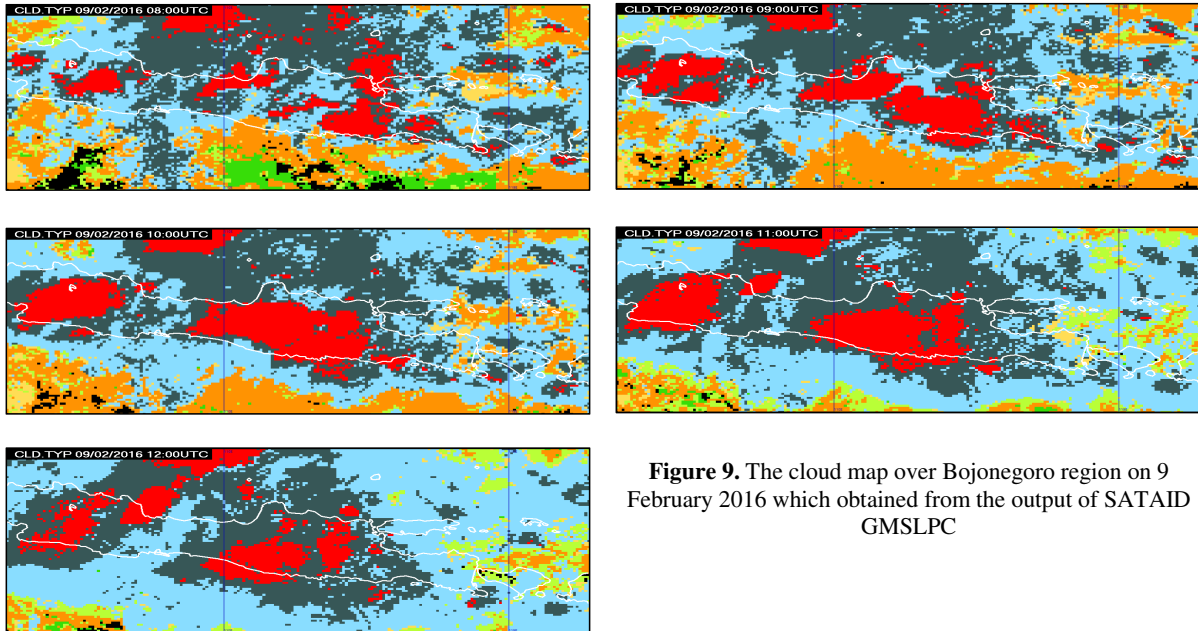 CLD.TYP 09/02/2016 08:00UTC
CLD.TYP 09/02/2016 09:00UTC
CLD.TYP 09/02/2016 10:00UTC
CLD.TYP 09/02/2016 11:00UTC
CLD.TYP 09/02/2016 12:00UTC
Figure 9. The cloud map over Bojonegoro region on 9
February 2016 which obtained from the output of SATAID
GMSLPC